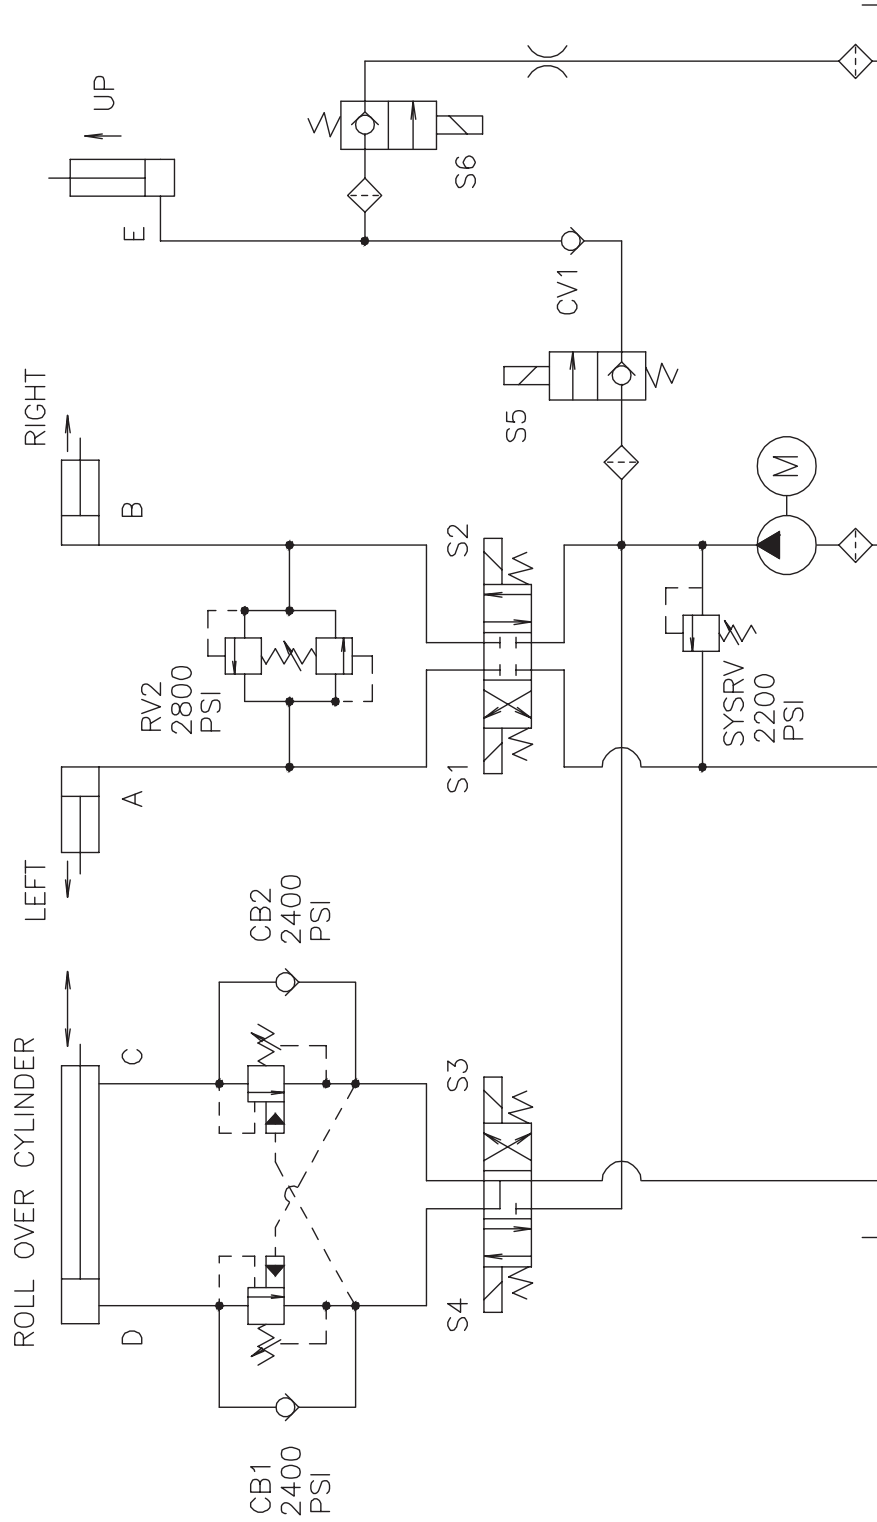 ROLL OVER CYLINDER
LEFT
RIGHT
UP
D
C
A
B
E
CB1
2400
PSI
CB2
2400
PSI
RV2
2800
PSI
S4
S3
S1
S2
S5
S6
CV1
SYSRV
2200
PSI
M